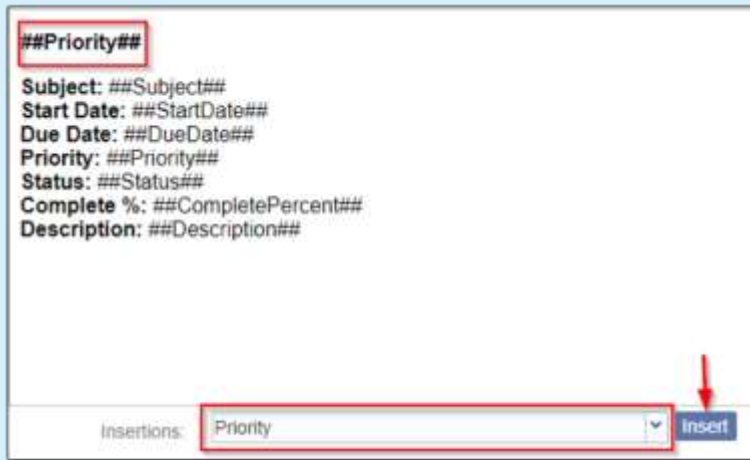 ##Priority##
Subject: ##Subject##
Start Date: ##StartDate##
Due Date: ##DueDate##
Priority: ##Priority##
Status: ##Status##
Complete %: ##CompletePercent##
Description: ##Description##
Insertions: Priority Insert